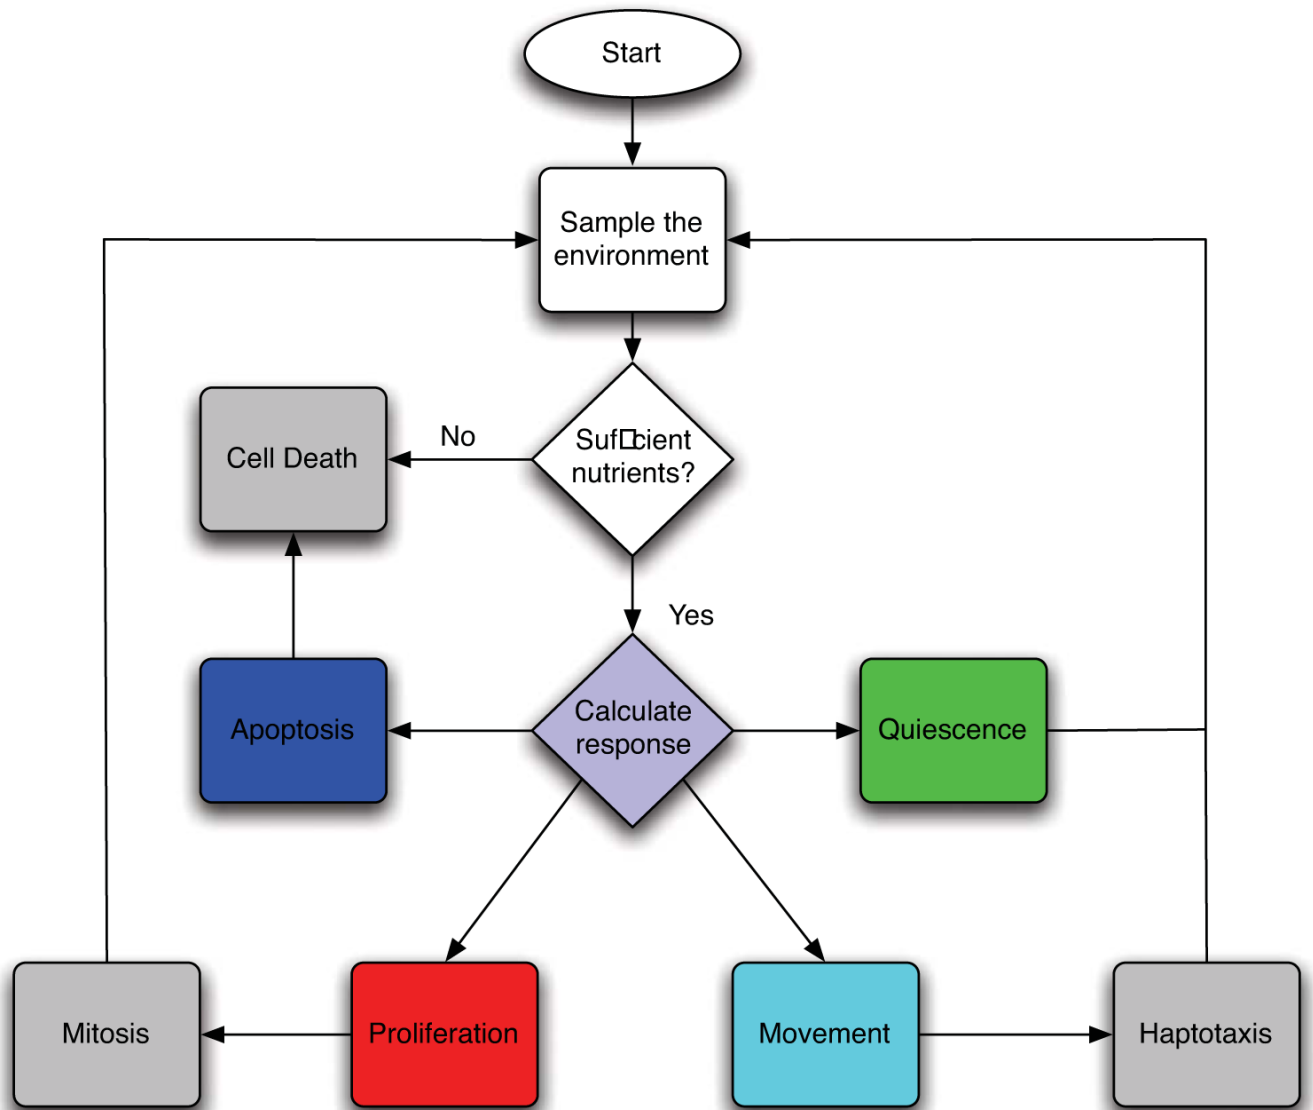 Start
Sample the
environment
No
Cell Death
Suf□cient
nutrients?
Yes
Apoptosis
Calculate
response
Quiescence
Mitosis
Proliferation
Movement
Haptotaxis